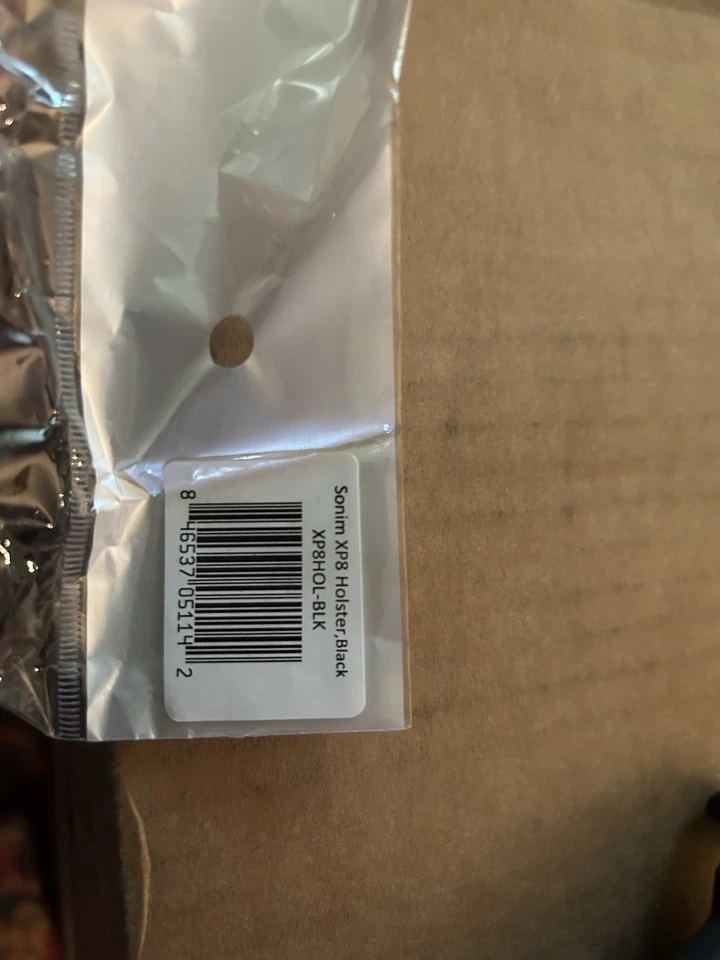 Sonim XP8 Holster,Black
XP8HOL-BLK
8 46537 05114 2